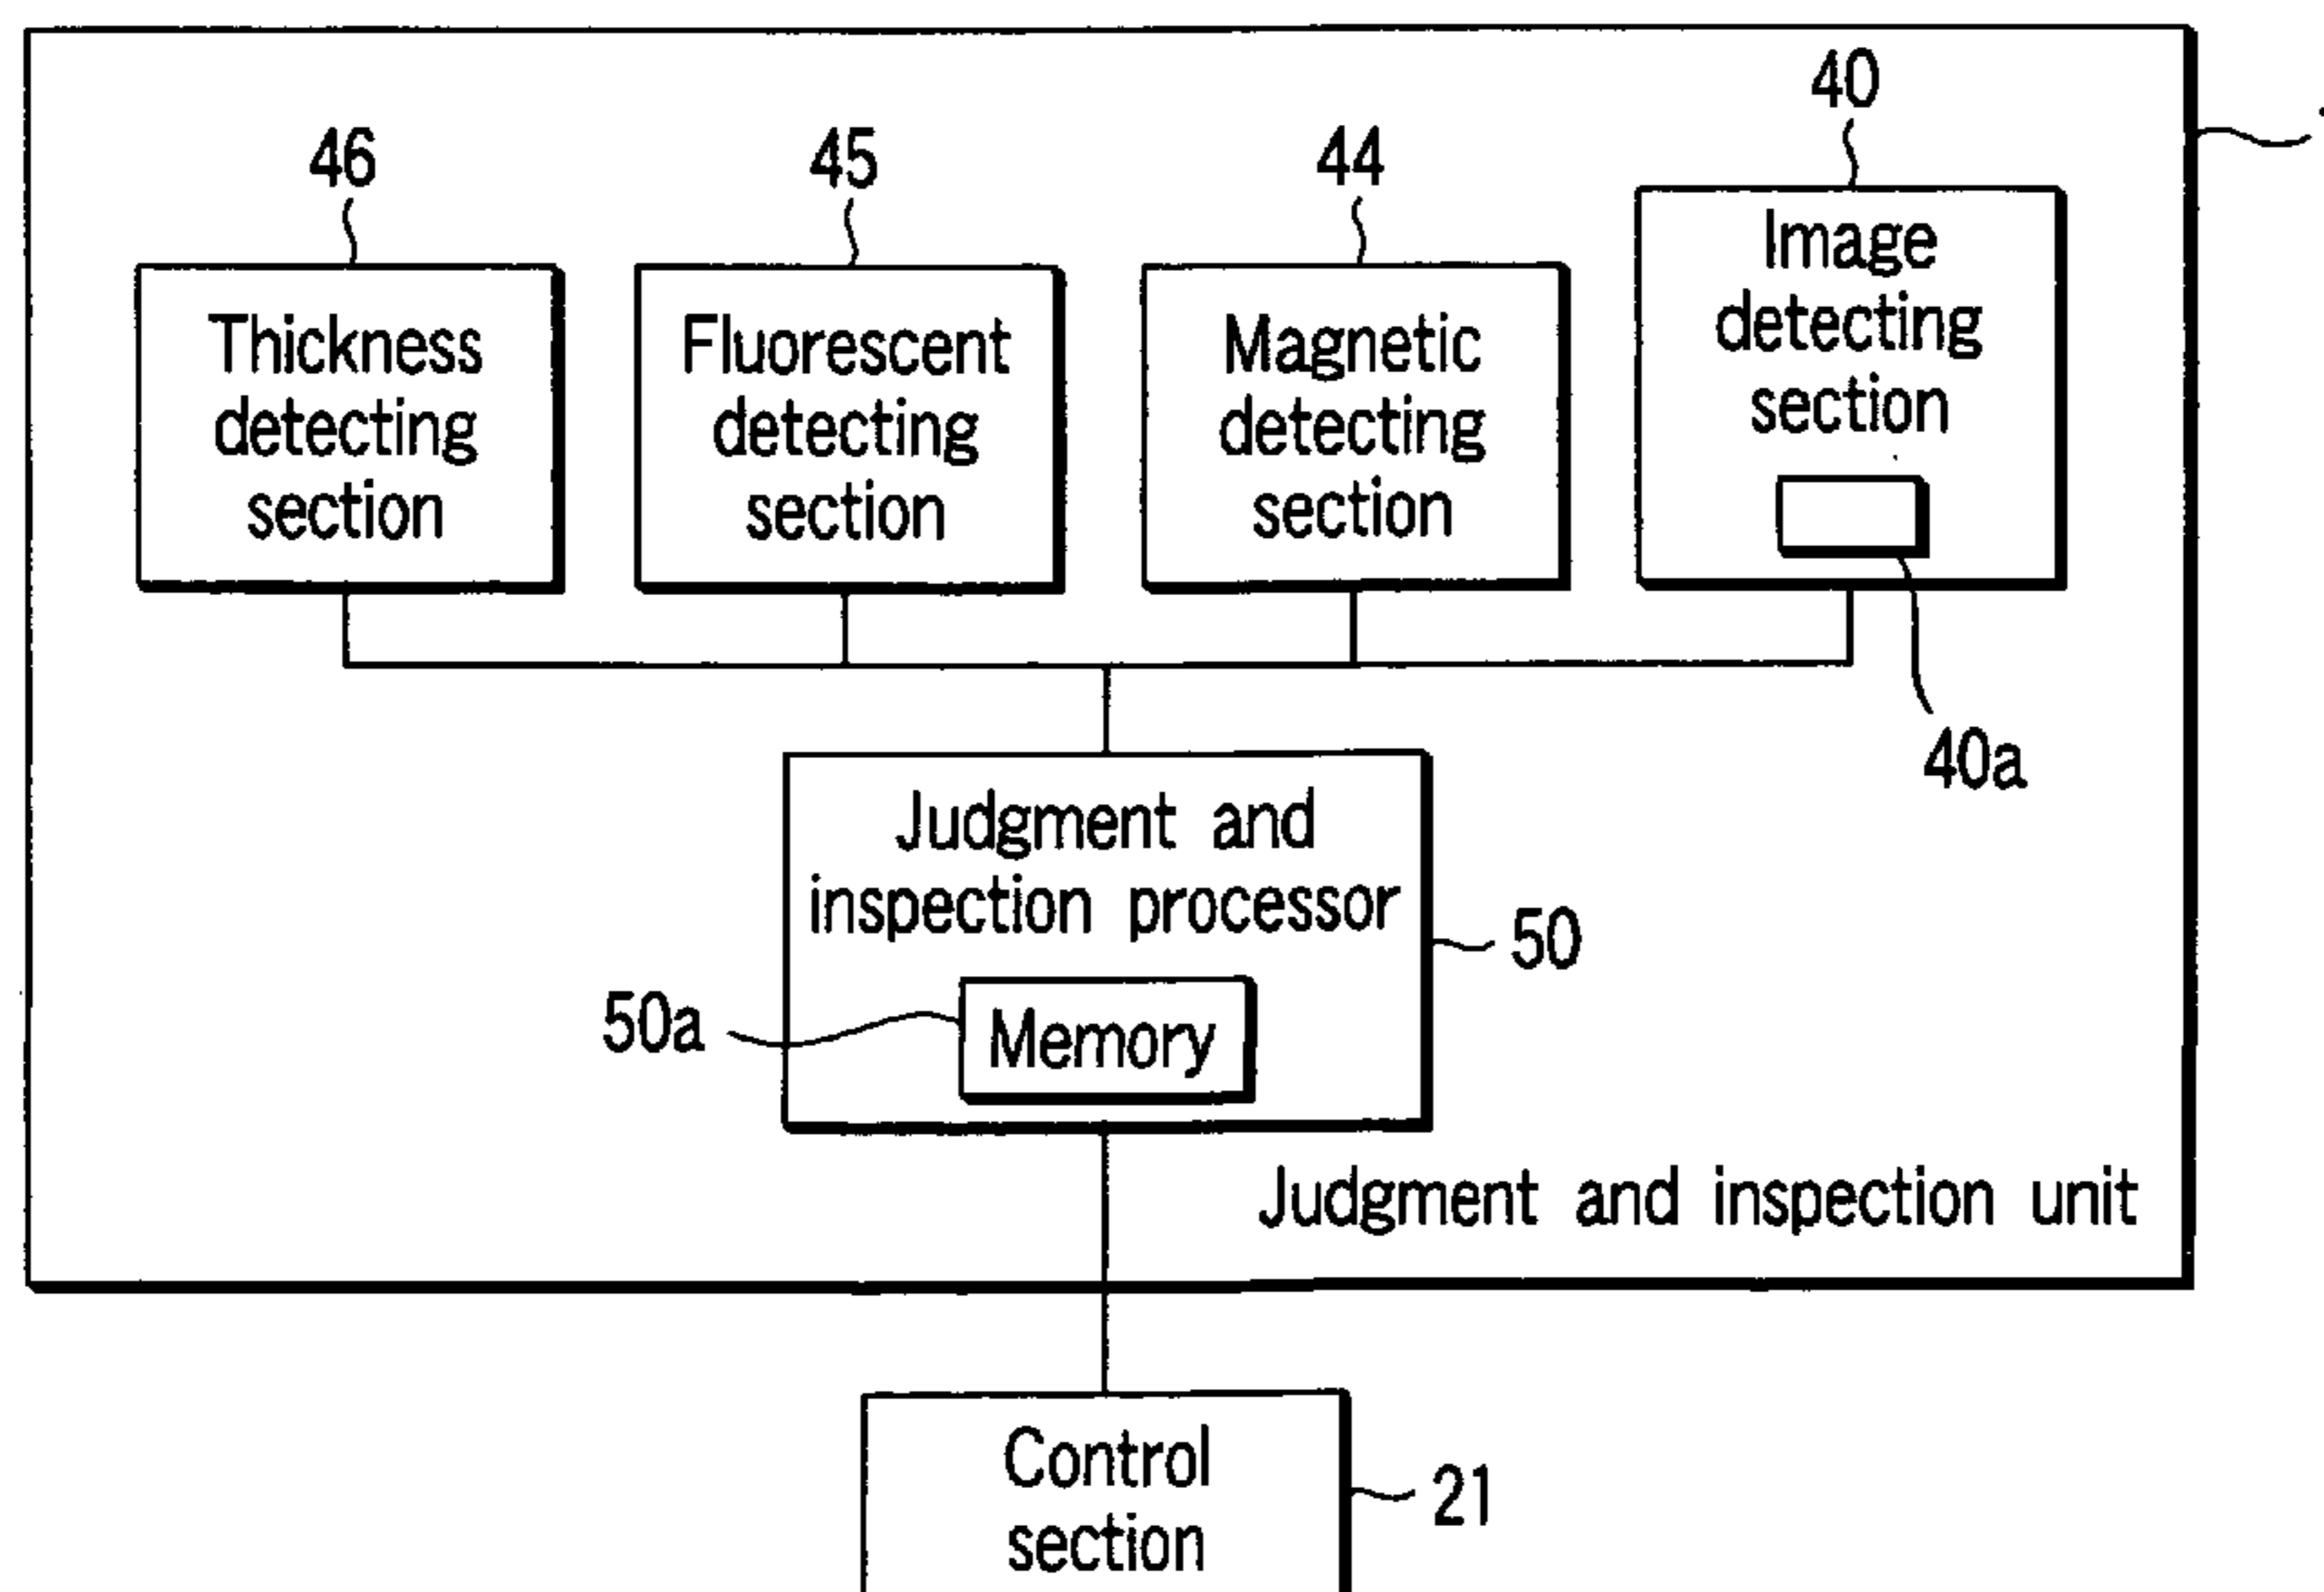 40
46
45
44
Image
detecting
section
Thickness
detecting
section
Fluorescent
detecting
section
Magnetic
detecting
section
40a
Judgment and
inspection processor
50
50a
Memory
Judgment and inspection unit
Control
section
21